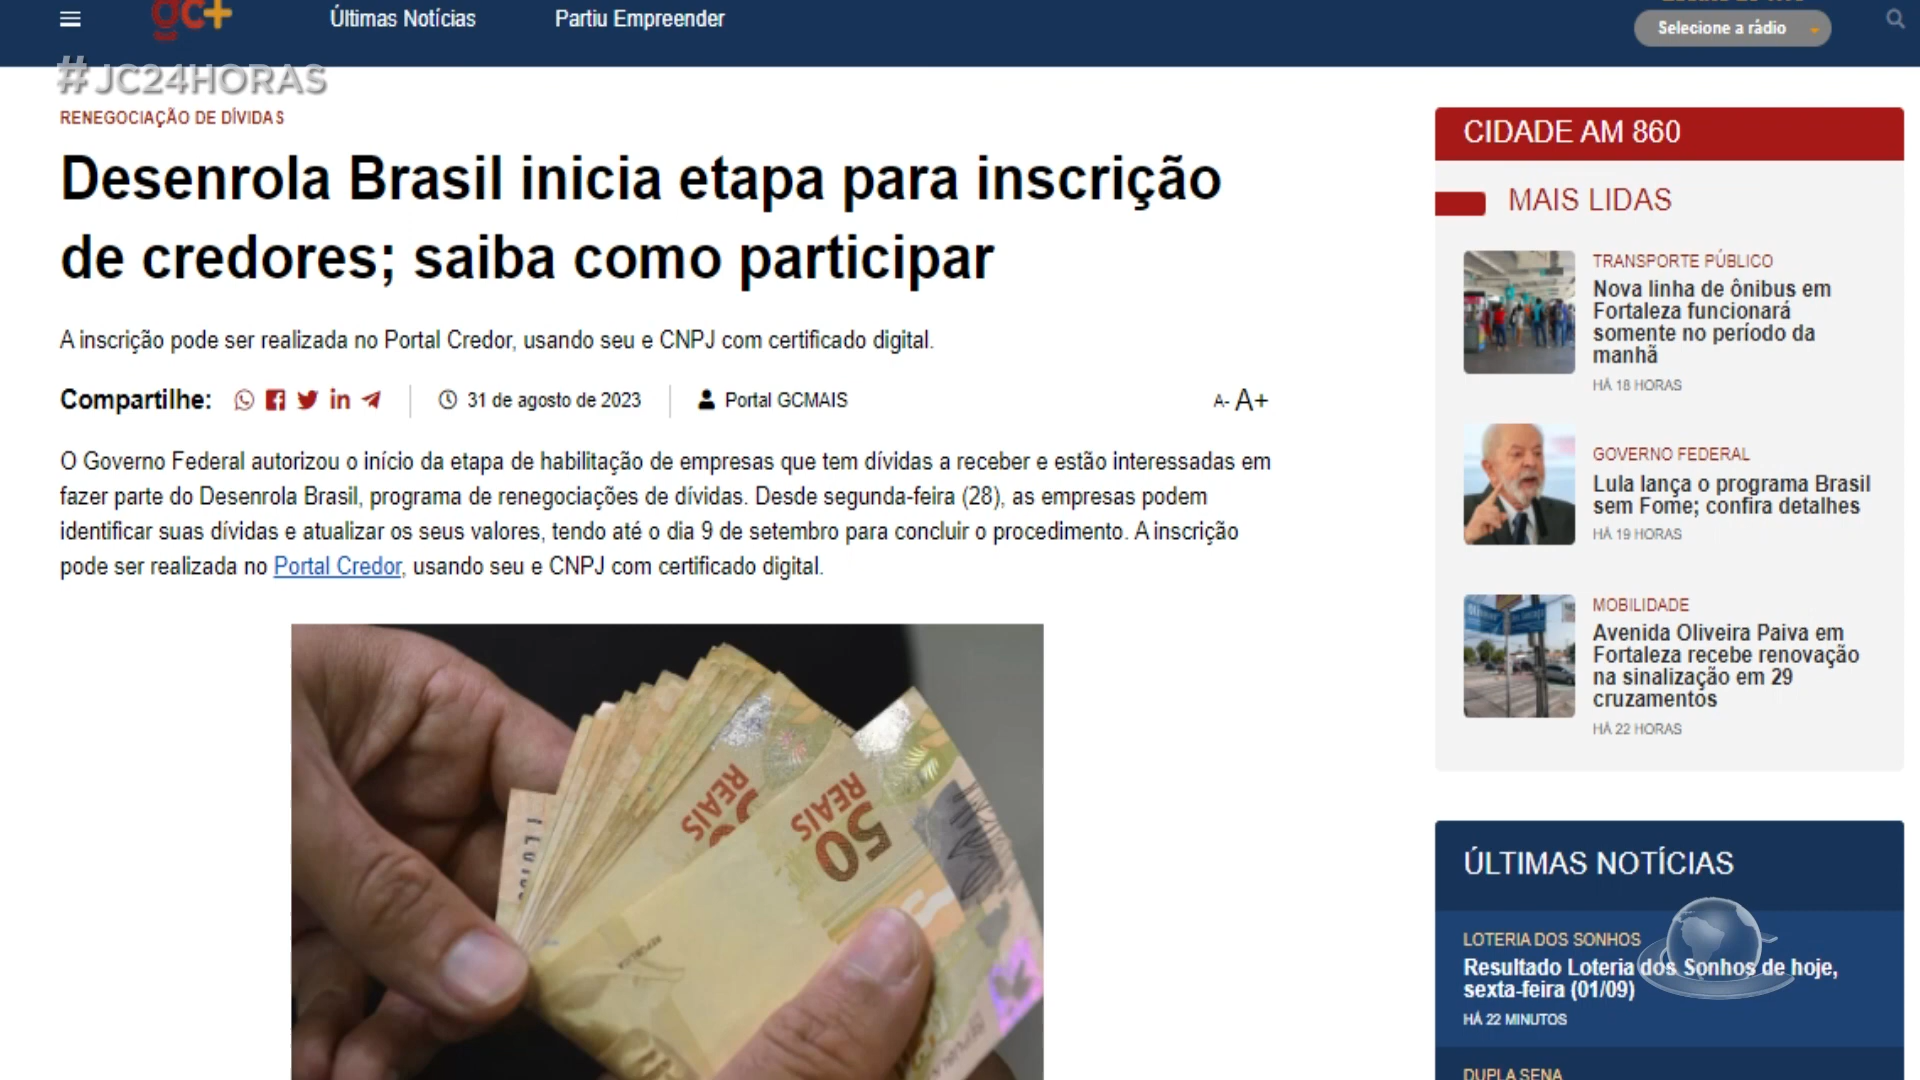 gc+
Últimas Notícias
Partiu Empreender
Selecione a rádio
#JC24HORAS
RENEGOCIAÇÃO DE DÍVIDAS
Desenrola Brasil inicia etapa para inscrição
de credores; saiba como participar
A inscrição pode ser realizada no Portal Credor, usando seu e CNPJ com certificado digital.
Compartilhe:
31 de agosto de 2023
Portal GCMAIS
A- A+
O Governo Federal autorizou o início da etapa de habilitação de empresas que tem dívidas a receber e estão interessadas em
fazer parte do Desenrola Brasil, programa de renegociações de dívidas. Desde segunda-feira (28), as empresas podem
identificar suas dívidas e atualizar os seus valores, tendo até o dia 9 de setembro para concluir o procedimento. A inscrição
pode ser realizada no Portal Credor, usando seu e CNPJ com certificado digital.
REAIS
50
REAIS
CIDADE AM 860
MAIS LIDAS
TRANSPORTE PÚBLICO
Nova linha de ônibus em
Fortaleza funcionará
somente no período da
manhã
HÁ 18 HORAS
GOVERNO FEDERAL
Lula lança o programa Brasil
sem Fome; confira detalhes
HÁ 19 HORAS
MOBILIDADE
Avenida Oliveira Paiva em
Fortaleza recebe renovação
na sinalização em 29
cruzamentos
HÁ 22 HORAS
ÚLTIMAS NOTÍCIAS
LOTERIA DOS SONHOS
Resultado Loteria dos Sonhos de hoje,
sexta-feira (01/09)
HÁ 22 MINUTOS
DUPLA SENA